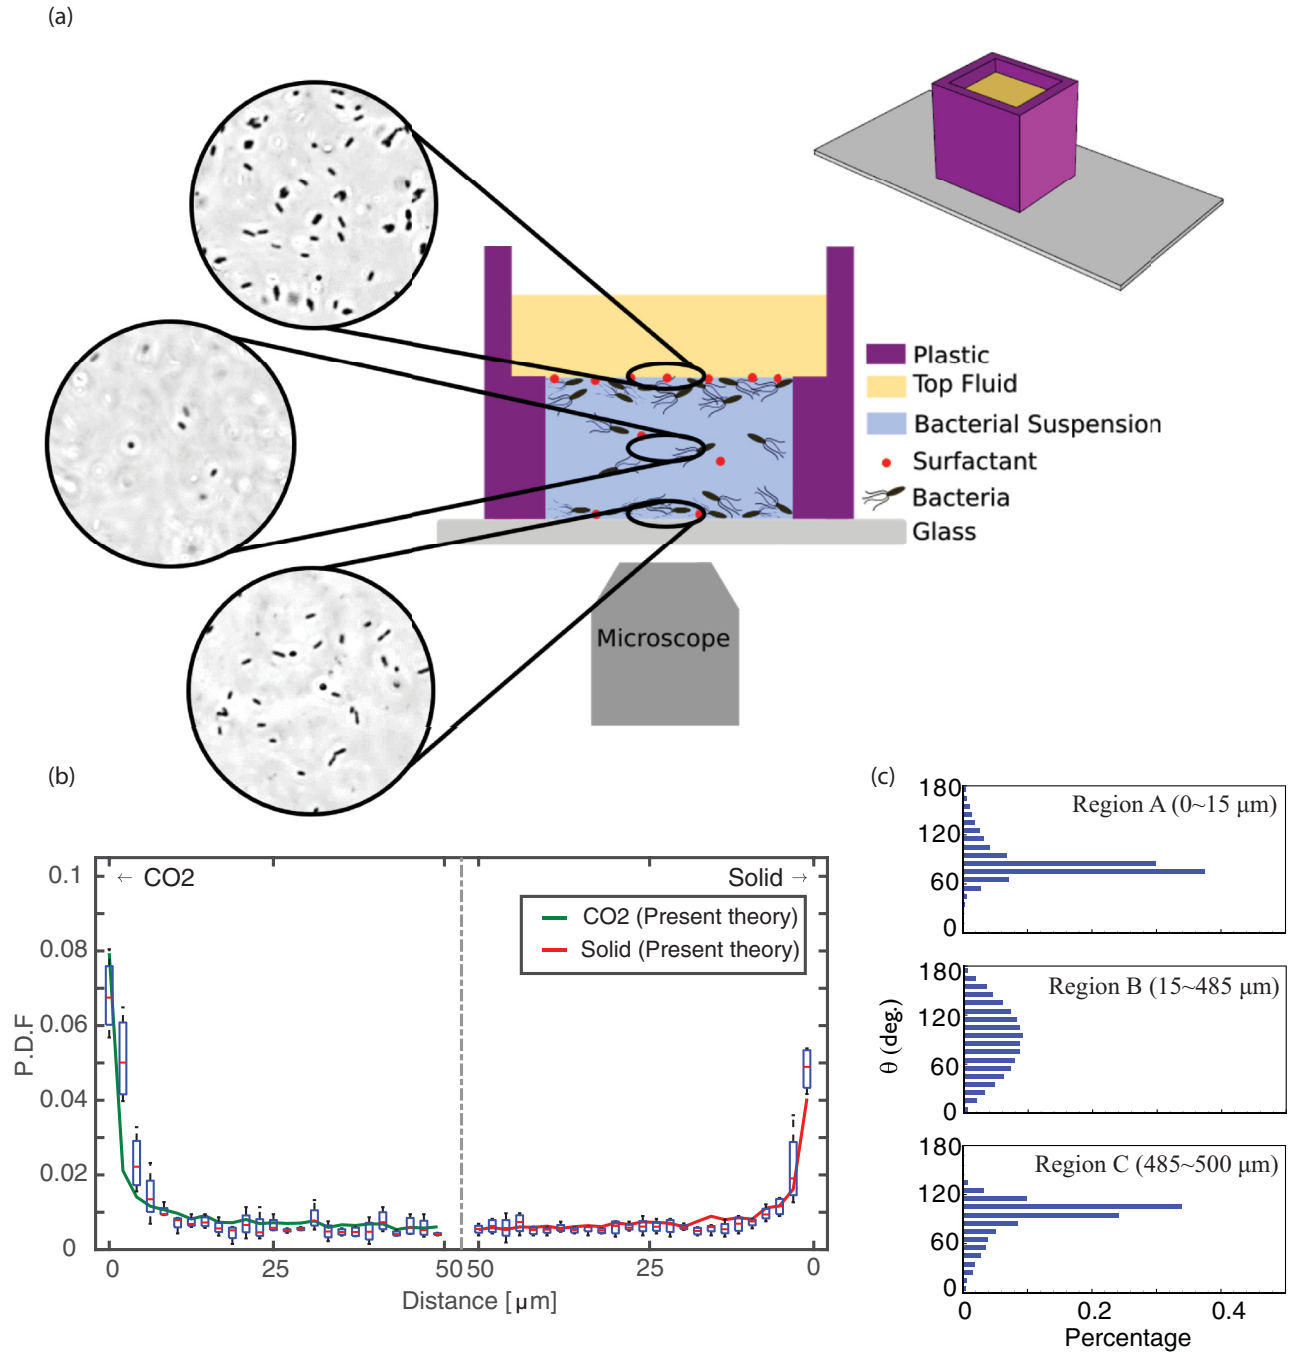 (a)
Plastic
Top Fluid
Bacterial Suspension
Surfactant
Bacteria
Glass
Microscope
(b)
0.1
0.08
0.06
0.04
0.02
0
P.D.F
← CO2
Solid →
CO2 (Present theory)
Solid (Present theory)
0
25
50 50
25
0
Distance [μm]
(c)
180
120
60
0
Region A (0~15 μm)
180
120
60
0
Region B (15~485 μm)
θ (deg.)
180
120
60
0
Region C (485~500 μm)
0
0.2
0.4
Percentage